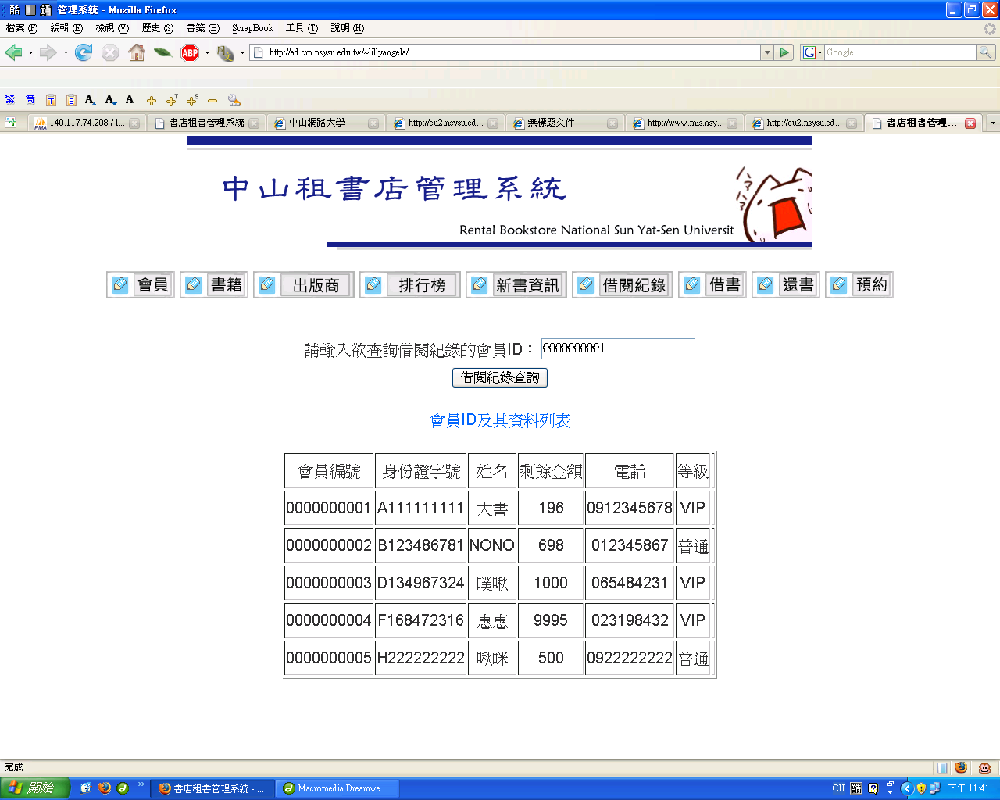 酷 管理系統 - Mozilla Firefox
檔案 (F) 編輯 (E) 檢視 (V) 歷史 (S) 書籤 (B) ScrapBook 工具 (T) 說明 (H)
ABP http://ad.cm.nsysu.edu.tw/~lillyangela/ G Google
繁 簡 T S A A A T S
PMA 140.117.74.208 / l... 書店租書管理系統 中山網路大學 http://cu2.nsysu.ed... 無標題文件 http://www.mis.nsy... http://cu2.nsysu.ed... 書店租書管理...
中山租書店管理系統
Rental Bookstore National Sun Yat-Sen Universit
會員 書籍 出版商 排行榜 新書資訊 借閱紀錄 借書 還書 預約
請輸入欲查詢借閱紀錄的會員ID： 0000000001
借閱紀錄查詢
會員ID及其資料列表
會員編號 身份證字號 姓名 剩餘金額 電話 等級
0000000001 A111111111 大書 196 0912345678 VIP
0000000002 B123486781 NONO 698 012345867 普通
0000000003 D134967324 噗啾 1000 065484231 VIP
0000000004 F168472316 惠惠 9995 023198432 VIP
0000000005 H222222222 啾咪 500 0922222222 普通
完成
開始 書店租書管理系統 - ... Macromedia Dreamwe... CH 酷 下午 11:41